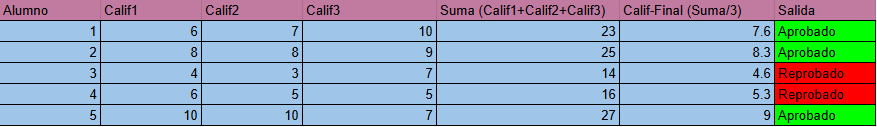 Alumno Calif1 Calif2 Calif3 Suma (Calif1+Calif2+Calif3) Calif-Final (Suma/3) Salida
1 6 7 10 23 7.6 Aprobado
2 8 8 9 25 8.3 Aprobado
3 4 3 7 14 4.6 Reprobado
4 6 5 5 16 5.3 Reprobado
5 10 10 7 27 9 Aprobado